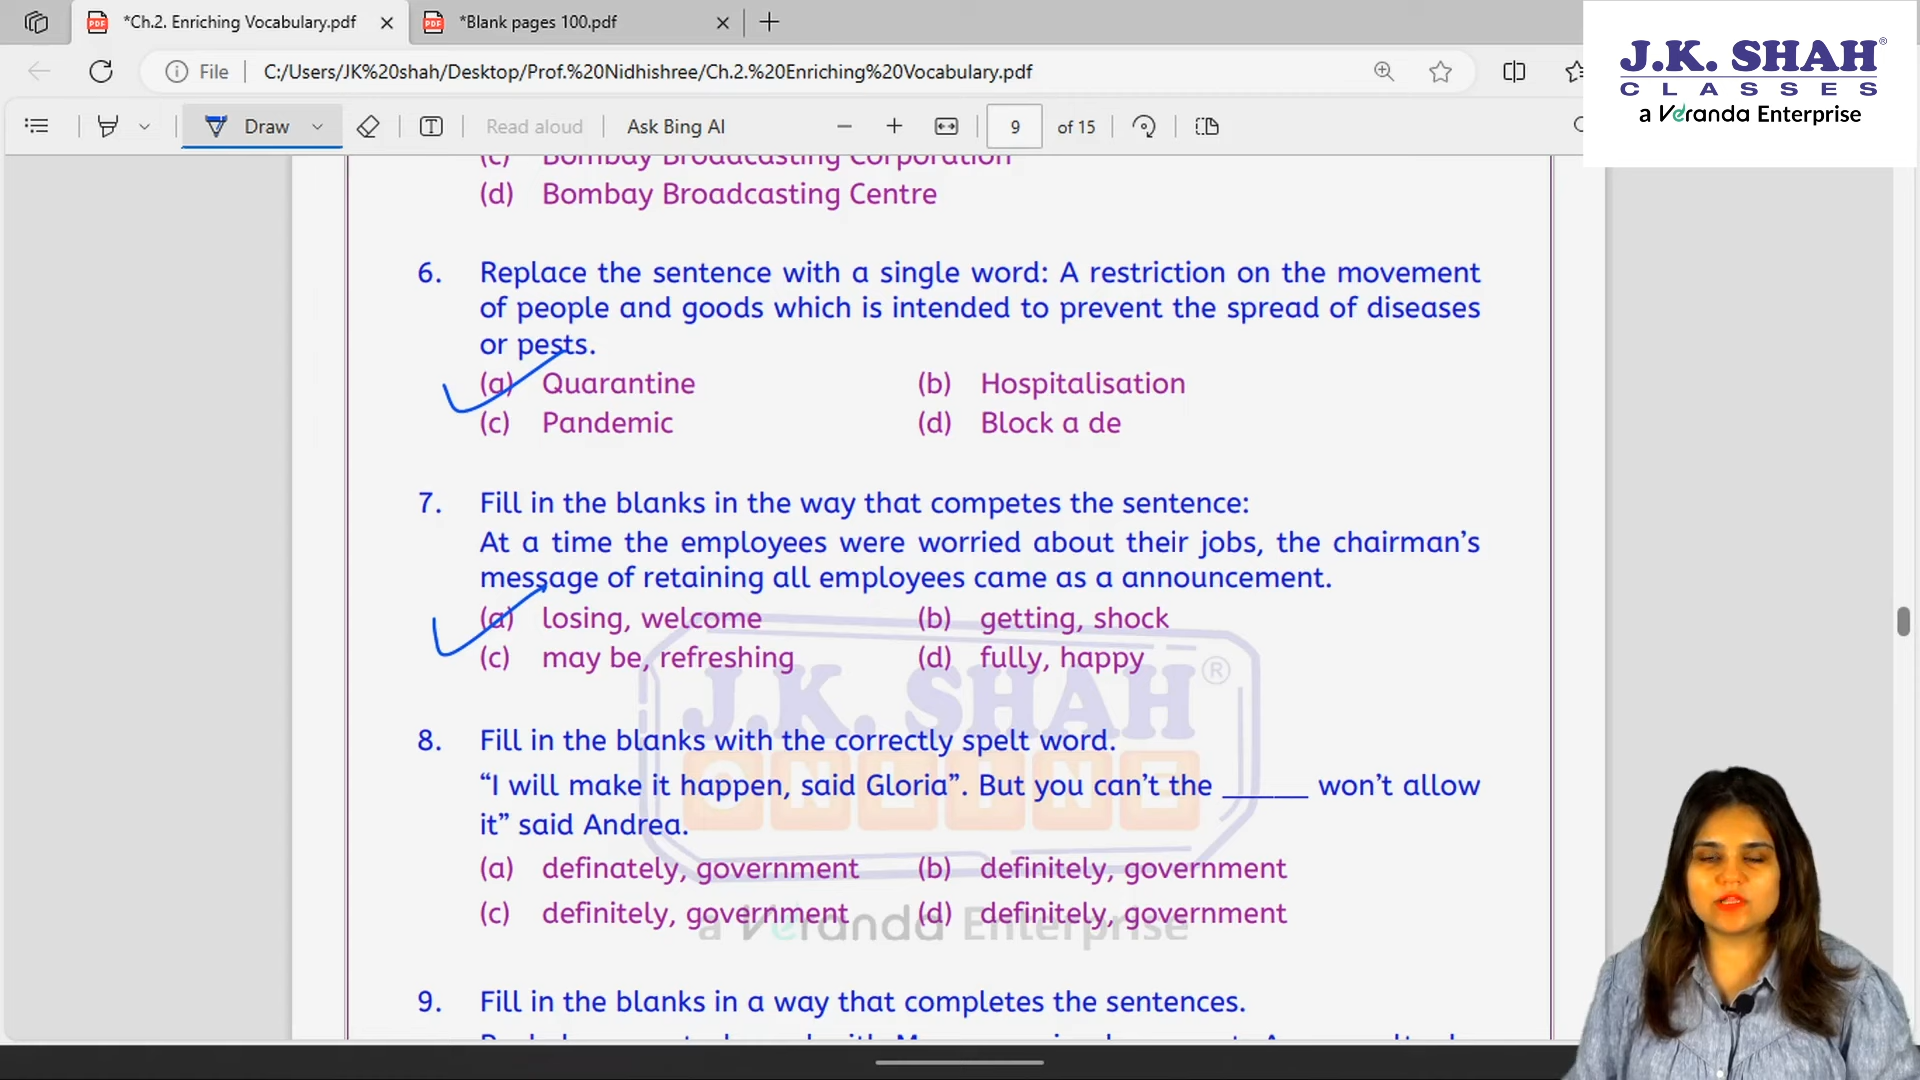 *Ch.2. Enriching Vocabulary.pdf
*Blank pages 100.pdf
File
C:/Users/JK%20shah/Desktop/Prof.%20Nidhishree/Ch.2.%20Enriching%20Vocabulary.pdf
J.K. SHAH®
CLASSES
a Veranda Enterprise
Draw
Read aloud
Ask Bing AI
9
of 15
(c) Bombay Broadcasting Corporation
(d) Bombay Broadcasting Centre
6. Replace the sentence with a single word: A restriction on the movement
of people and goods which is intended to prevent the spread of diseases
or pests.
(a) Quarantine (b) Hospitalisation
(c) Pandemic (d) Block a de
7. Fill in the blanks in the way that competes the sentence:
At a time the employees were worried about their jobs, the chairman's
message of retaining all employees came as a announcement.
(a) losing, welcome (b) getting, shock
(c) may be, refreshing (d) fully, happy
J.K. SHAH®
ONLINE
a Veranda Enterprise
8. Fill in the blanks with the correctly spelt word.
“I will make it happen, said Gloria”. But you can't the _____ won't allow
it” said Andrea.
(a) definately, government (b) definitely, government
(c) definitely, government (d) definitely, government
9. Fill in the blanks in a way that completes the sentences.